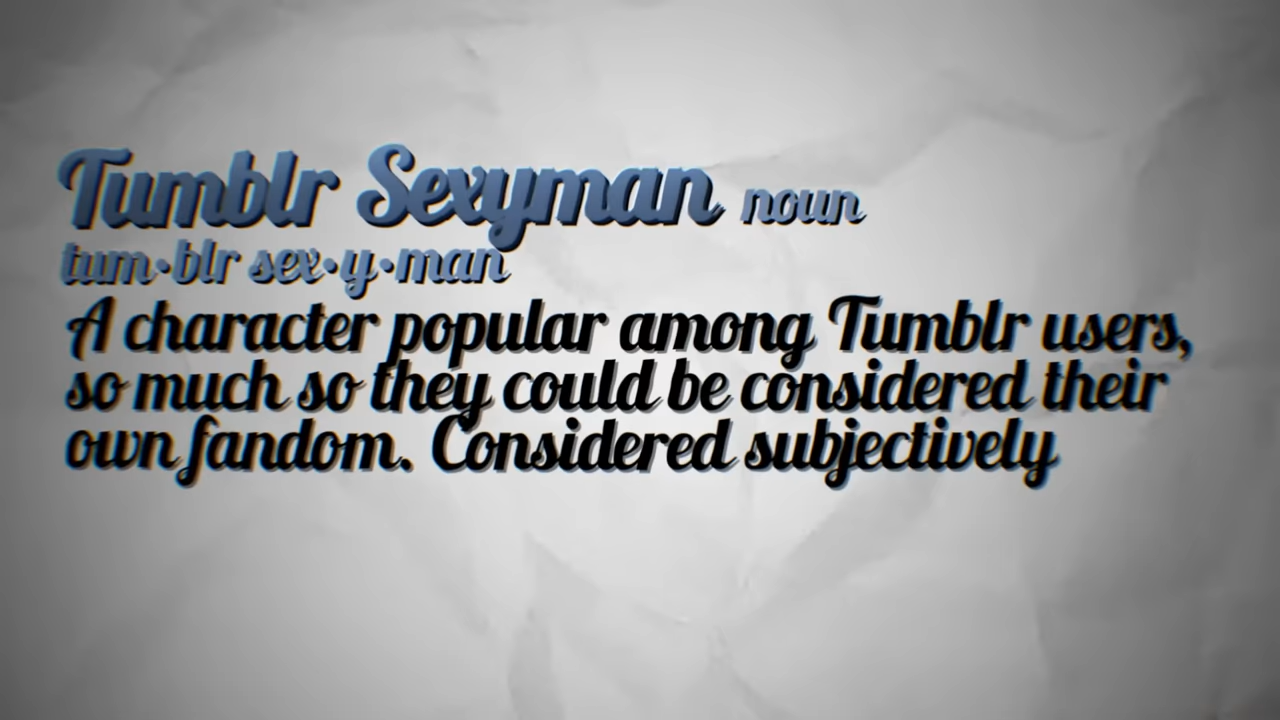 Tumblr Sexyman noun
tum•blr sex•y•man
A character popular among Tumblr users,
so much so they could be considered their
own fandom. Considered subjectively